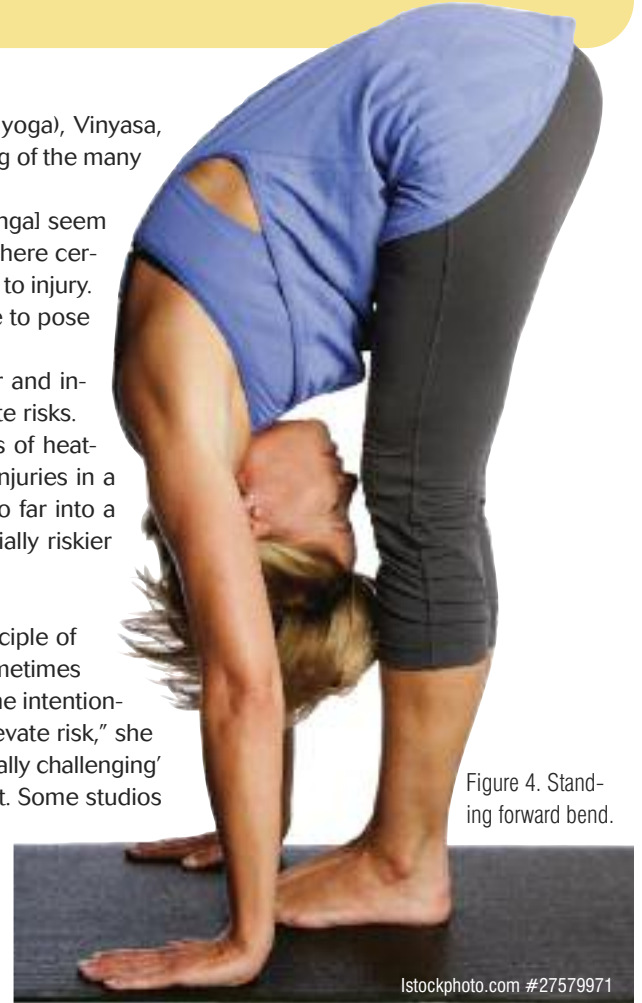 yoga), Vinyasa,
g of the many
nga] seem
here cer-
to injury.
e to pose
r and in-
te risks.
s of heat-
njuries in a
o far into a
ially riskier
ciple of
metimes
ne intention-
evate risk,” she
ally challenging’
t. Some studios
Figure 4. Stand-
ing forward bend.
Istockphoto.com #27579971